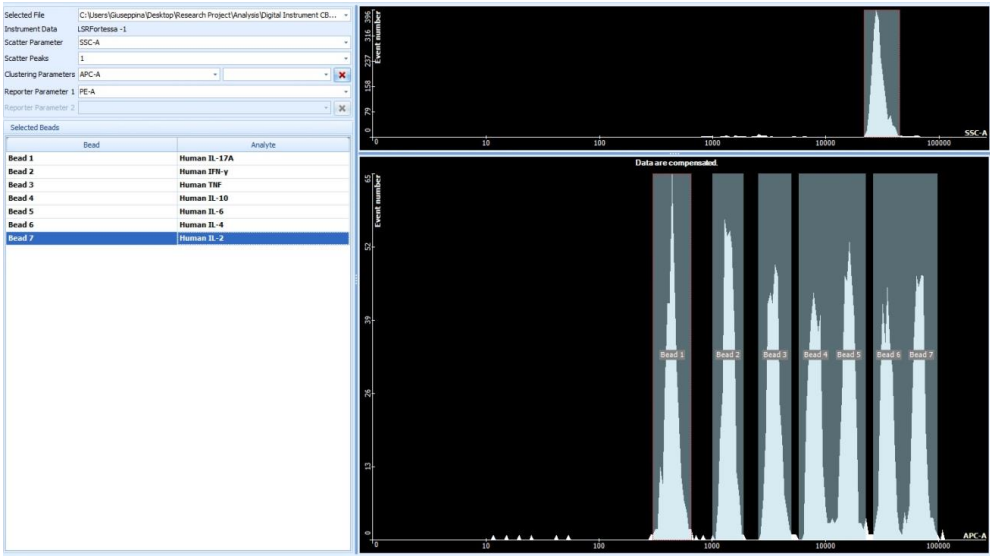 Selected File C:\Users\Giuseppina\Desktop\Research Project\Analysis\Digital Instrument CB...
Instrument Data LSRFortessa -1
Scatter Parameter SSC-A
Scatter Peaks 1
Clustering Parameters APC-A
Reporter Parameter 1 PE-A
Reporter Parameter 2
Selected Beads
Bead Analyte
Bead 1 Human IL-17A
Bead 2 Human IFN-γ
Bead 3 Human TNF
Bead 4 Human IL-10
Bead 5 Human IL-6
Bead 6 Human IL-4
Bead 7 Human IL-2
Event number
396
316
237
158
79
0
0 10 100 1000 10000 100000
SSC-A
Data are compensated.
Event number
65
52
39
26
13
0
Bead 1 Bead 2 Bead 3 Bead 4 Bead 5 Bead 6 Bead 7
0 10 100 1000 10000 100000
APC-A